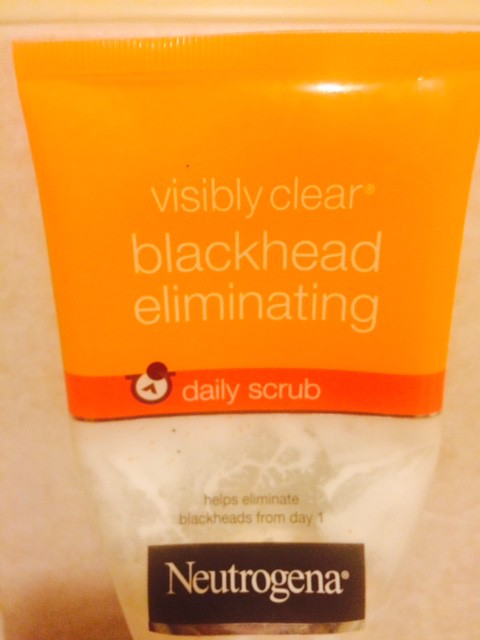 visibly clear®
blackhead
eliminating
daily scrub
helps eliminate
blackheads from day 1
Neutrogena®